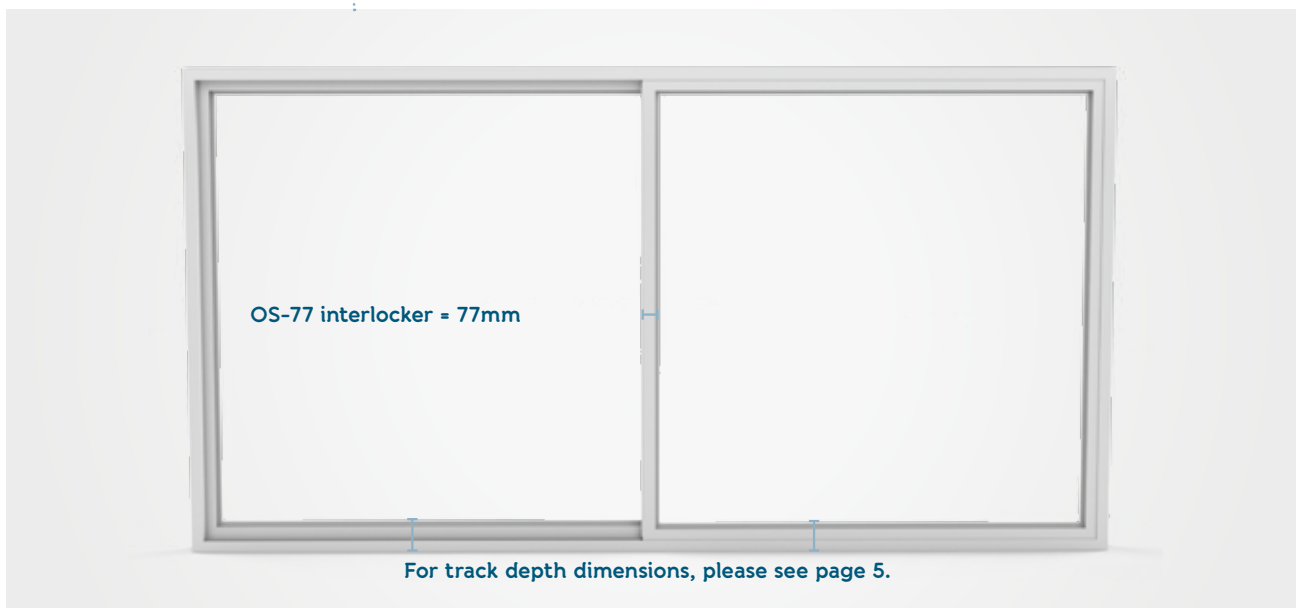 OS-77 interlocker = 77mm
For track depth dimensions, please see page 5.